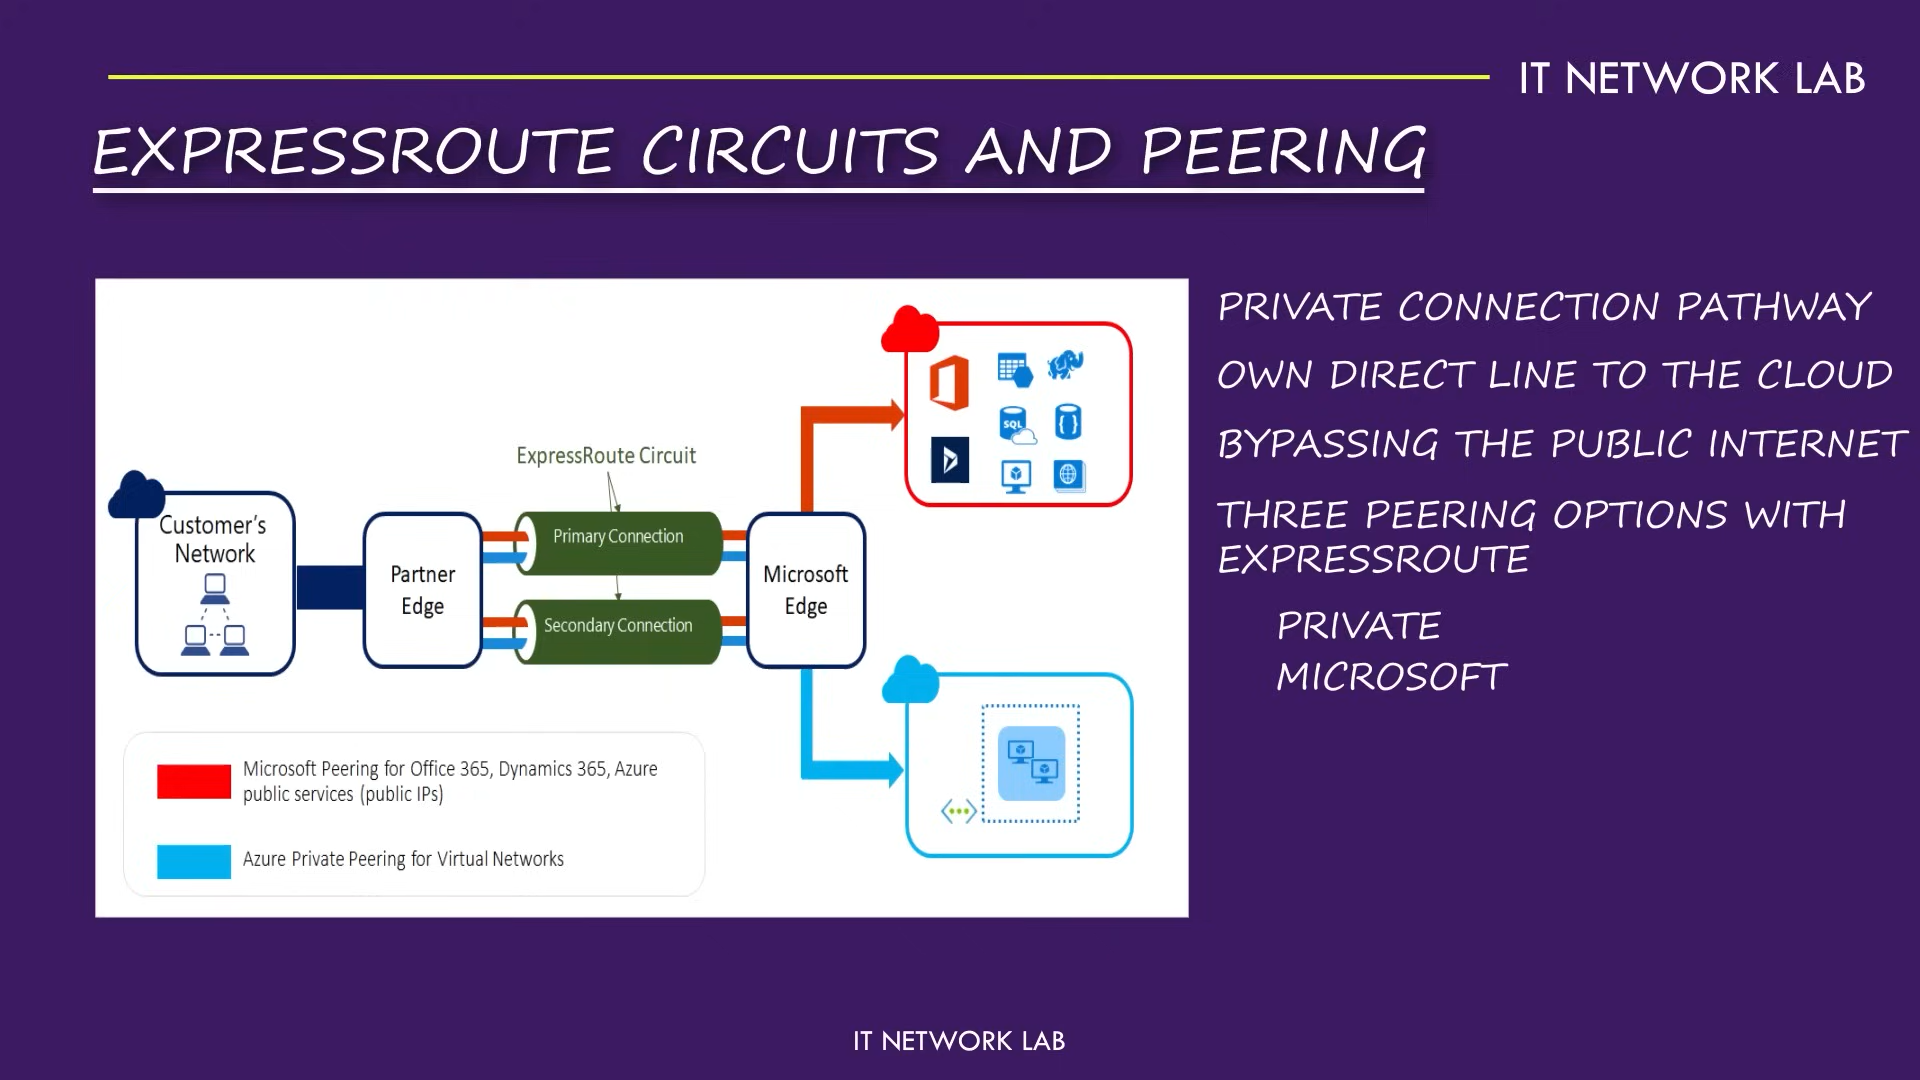 IT NETWORK LAB
EXPRESSROUTE CIRCUITS AND PEERING
PRIVATE CONNECTION PATHWAY
OWN DIRECT LINE TO THE CLOUD
BYPASSING THE PUBLIC INTERNET
THREE PEERING OPTIONS WITH
EXPRESSROUTE
PRIVATE
MICROSOFT
ExpressRoute Circuit
Customer's
Network
Partner
Edge
Primary Connection
Secondary Connection
Microsoft
Edge
SQL
{ }
Microsoft Peering for Office 365, Dynamics 365, Azure
public services (public IPs)
Azure Private Peering for Virtual Networks
IT NETWORK LAB